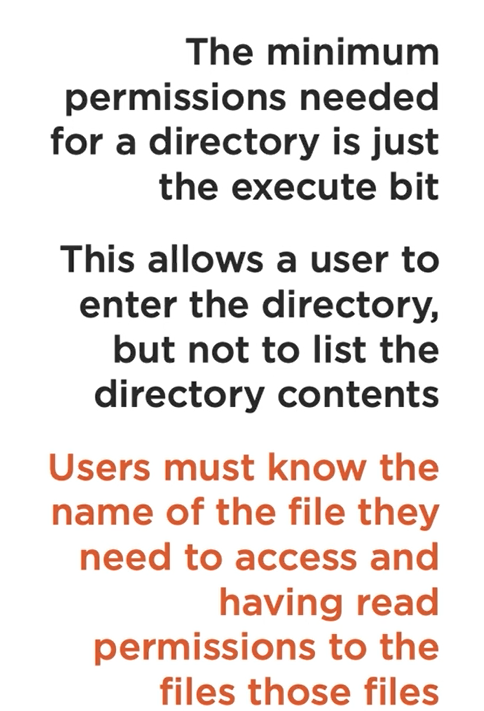 The minimum
permissions needed
for a directory is just
the execute bit
This allows a user to
enter the directory,
but not to list the
directory contents
Users must know the
name of the file they
need to access and
having read
permissions to the
files those files